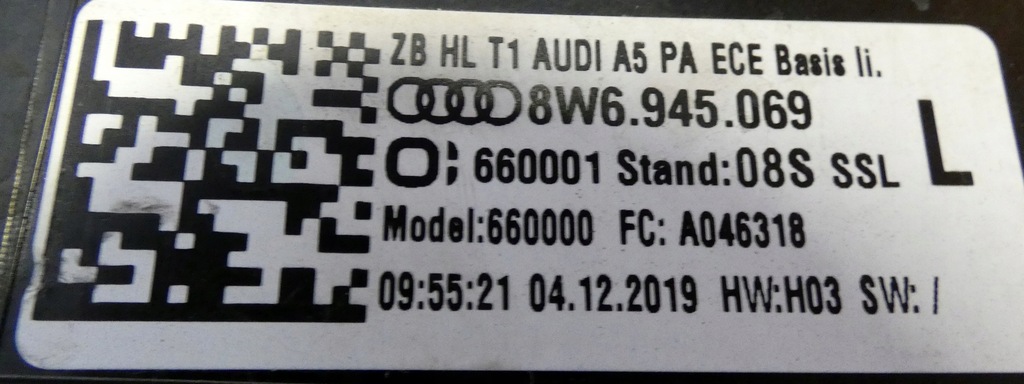 ZB HL T1 AUDI A5 PA ECE Basis li.
8W6.945.069
L
660001 Stand:08S SSL
Model:660000 FC: A046318
09:55:21 04.12.2019 HW:H03 SW: /